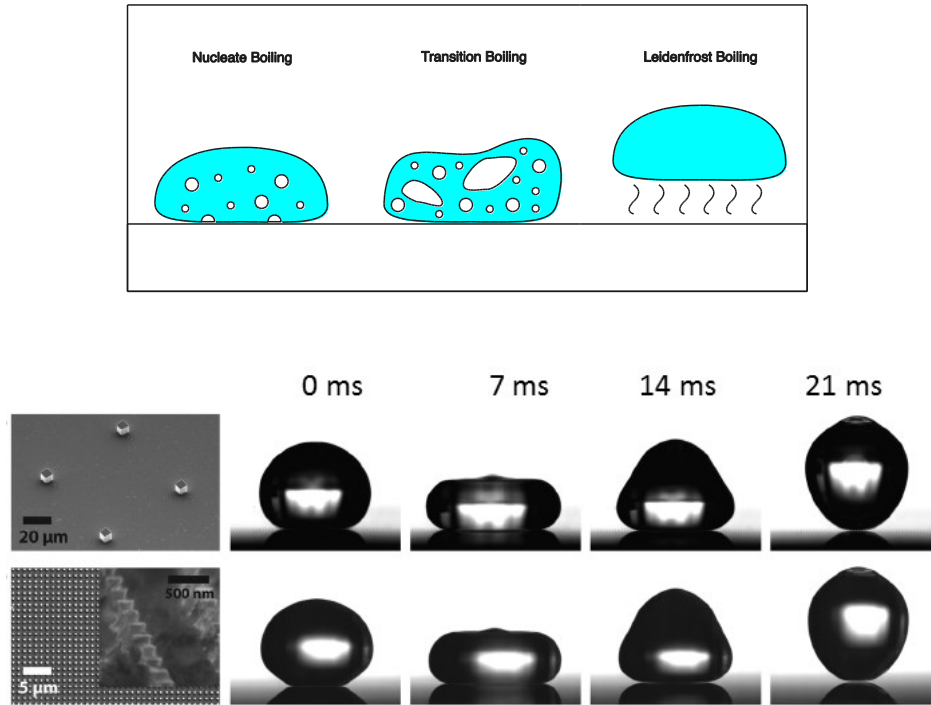 Nucleate Boiling
Transition Boiling
Leidenfrost Boiling
0 ms
7 ms
14 ms
21 ms
20 μm
500 nm
5 μm